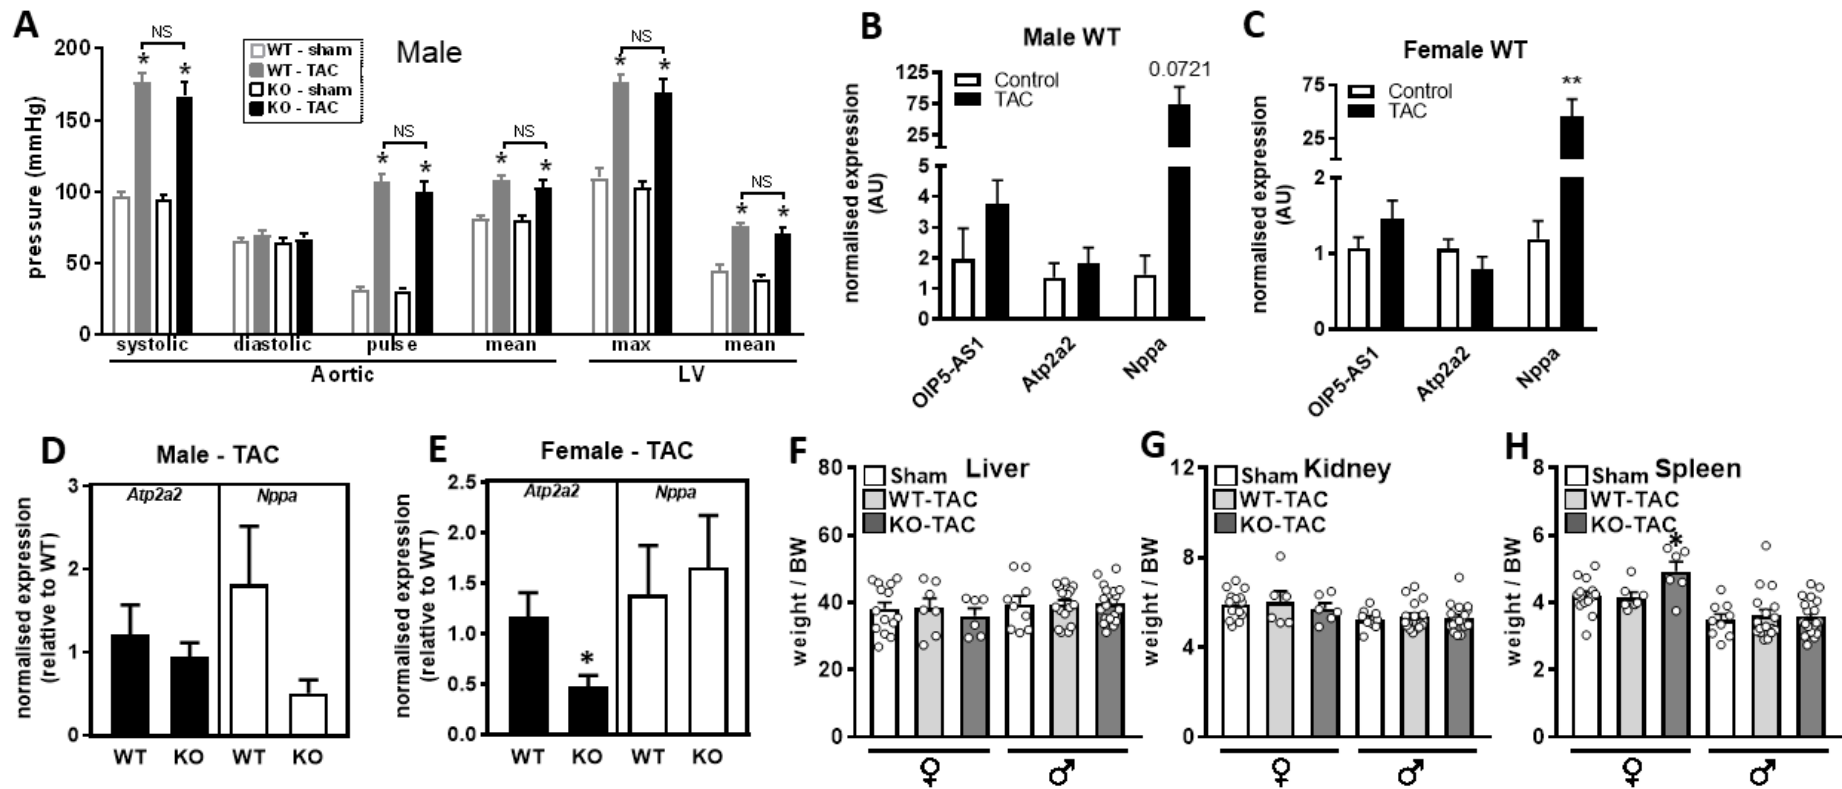 A
Male
NS
NS
NS
NS
NS
* * * * * * * * * *
WT - sham
WT - TAC
KO - sham
KO - TAC
pressure (mmHg)
200
150
100
50
0
systolic diastolic pulse mean max mean
Aortic LV
B
Male WT
0.0721
Control
TAC
normalised expression
(AU)
125
75
25
5
4
3
2
1
0
OIP5-AS1 Atp2a2 Nppa
C
Female WT
**
Control
TAC
normalised expression
(AU)
75
25
2
1
0
OIP5-AS1 Atp2a2 Nppa
D
Male - TAC
Atp2a2 Nppa
normalised expression
(relative to WT)
3
2
1
0
WT KO WT KO
E
Female - TAC
Atp2a2 Nppa
*
normalised expression
(relative to WT)
2.5
2.0
1.5
1.0
0.5
0.0
WT KO WT KO
F
Liver
Sham
WT-TAC
KO-TAC
weight / BW
80
60
40
20
0
♀ ♂
G
Kidney
Sham
WT-TAC
KO-TAC
weight / BW
12
8
4
0
♀ ♂
H
Spleen
Sham
WT-TAC
KO-TAC
*
weight / BW
8
6
4
2
0
♀ ♂